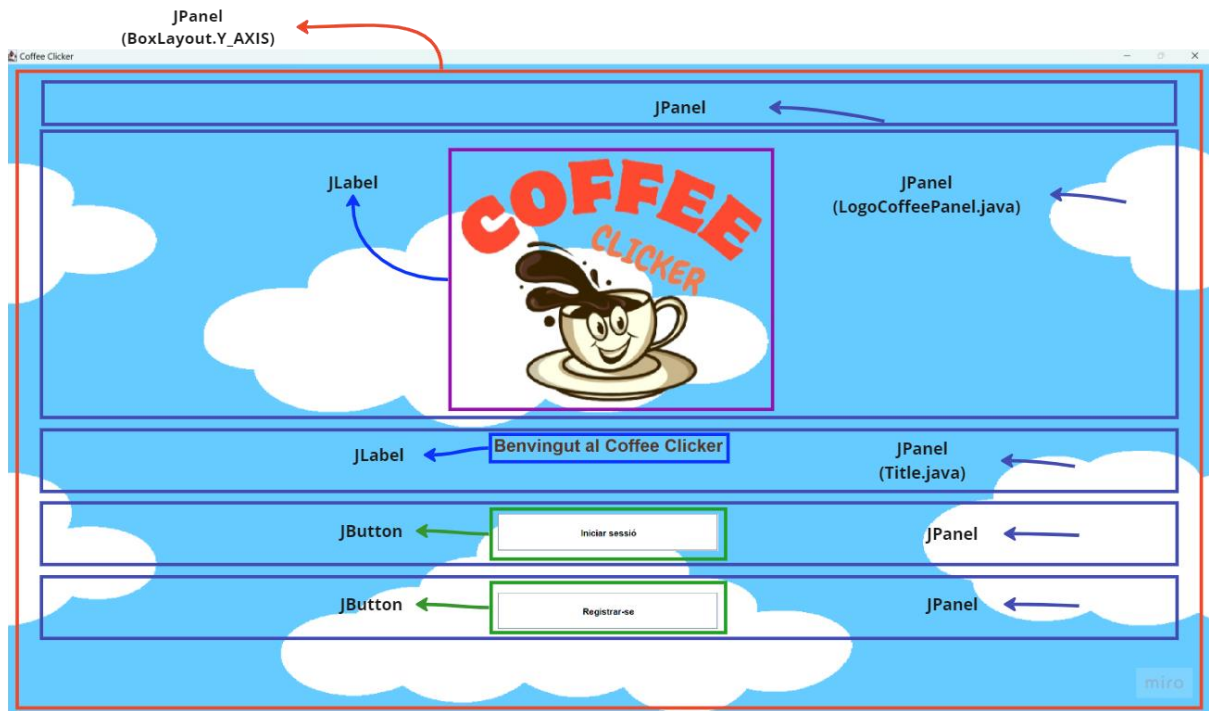 JPanel
(BoxLayout.Y_AXIS)
Coffee Clicker
JPanel
JLabel
JPanel
(LogoCoffeePanel.java)
COFFEE
CLICKER
Benvingut al Coffee Clicker
JLabel
JPanel
(Title.java)
JButton
Iniciar sessió
JPanel
JButton
Registrar-se
JPanel
miro